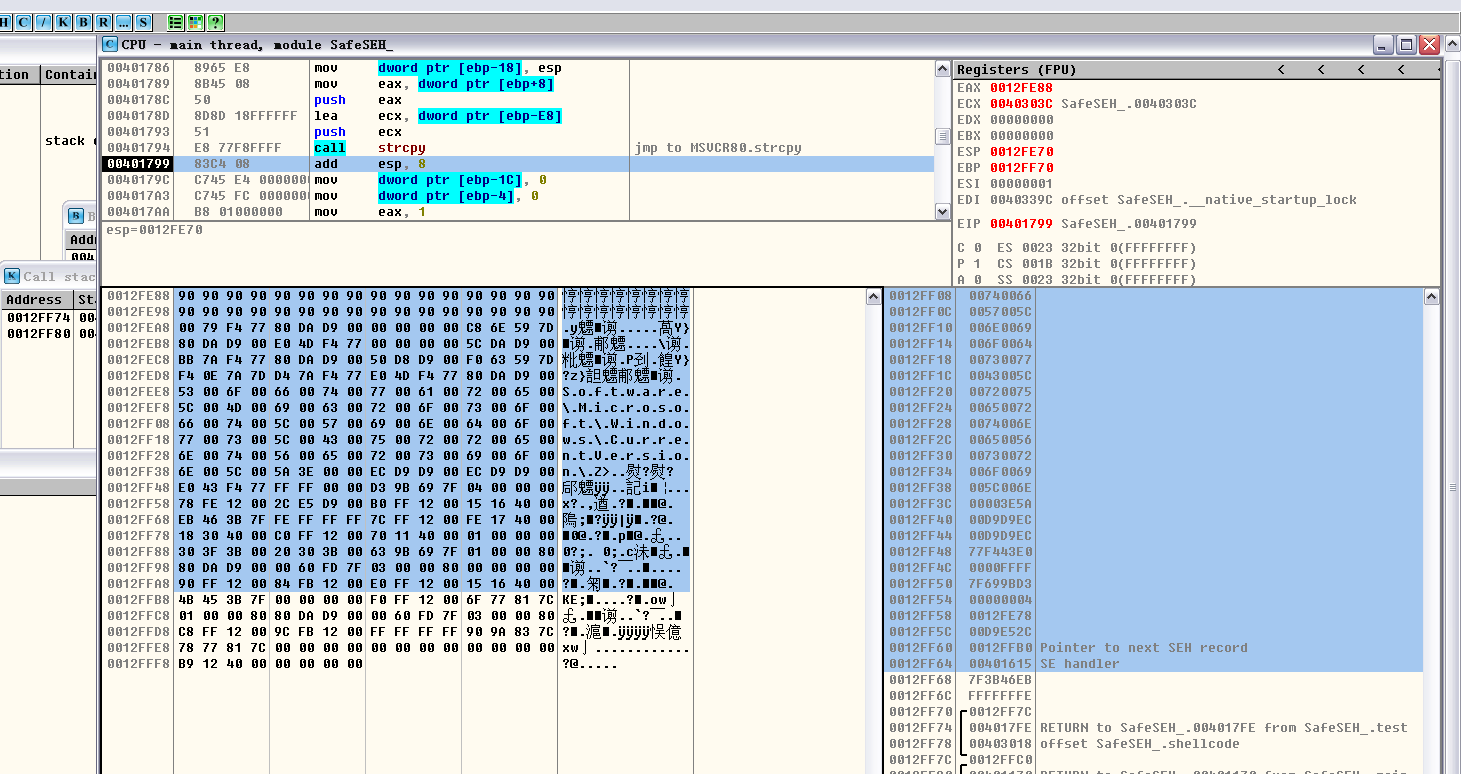 H C / K B R ... S ?
CPU - main thread, module SafeSEH_
tion Contain
stack
B
Addr
K Call stac
Address Sta
0012FF74 00
0012FF80 00
00401786 8965 E8 mov dword ptr [ebp-18], esp
00401789 8B45 08 mov eax, dword ptr [ebp+8]
0040178C 50 push eax
0040178D 8D8D 18FFFFFF lea ecx, dword ptr [ebp-E8]
00401793 51 push ecx
00401794 E8 77F8FFFF call strcpy jmp to MSVCR80.strcpy
00401799 83C4 08 add esp, 8
0040179C C745 E4 0000000 mov dword ptr [ebp-1C], 0
004017A3 C745 FC 0000000 mov dword ptr [ebp-4], 0
004017AA B8 01000000 mov eax, 1
esp=0012FE70
Registers (FPU) < < < <
EAX 0012FE88
ECX 0040303C SafeSEH_.0040303C
EDX 00000000
EBX 00000000
ESP 0012FE70
EBP 0012FF70
ESI 00000001
EDI 0040339C offset SafeSEH_.__native_startup_lock
EIP 00401799 SafeSEH_.00401799
C 0 ES 0023 32bit 0(FFFFFFFF)
P 1 CS 001B 32bit 0(FFFFFFFF)
A 0 SS 0023 32bit 0(FFFFFFFF)
0012FE88 90 90 90 90 90 90 90 90 90 90 90 90 90 90 90 90
0012FE98 90 90 90 90 90 90 90 90 90 90 90 90 90 90 90 90
0012FEA8 00 79 F4 77 80 DA D9 00 00 00 00 00 C8 6E 59 7D
0012FEB8 80 DA D9 00 E0 4D F4 77 00 00 00 00 5C DA D9 00
0012FEC8 BB 7A F4 77 80 DA D9 00 50 D8 D9 00 F0 63 59 7D
0012FED8 F4 0E 7A 7D D4 7A F4 77 E0 4D F4 77 80 DA D9 00
0012FEE8 53 00 6F 00 66 00 74 00 77 00 61 00 72 00 65 00 S.o.f.t.w.a.r.e.
0012FEF8 5C 00 4D 00 69 00 63 00 72 00 6F 00 73 00 6F 00 \.M.i.c.r.o.s.o.
0012FF08 66 00 74 00 5C 00 57 00 69 00 6E 00 64 00 6F 00 f.t.\.W.i.n.d.o.
0012FF18 77 00 73 00 5C 00 43 00 75 00 72 00 72 00 65 00 w.s.\.C.u.r.r.e.
0012FF28 6E 00 74 00 56 00 65 00 72 00 73 00 69 00 6F 00 n.t.V.e.r.s.i.o.
0012FF38 6E 00 5C 00 5A 3E 00 00 EC D9 D9 00 EC D9 D9 00
0012FF48 E0 43 F4 77 FF FF 00 00 D3 9B 69 7F 04 00 00 00
0012FF58 78 FE 12 00 2C E5 D9 00 B0 FF 12 00 15 16 40 00
0012FF68 EB 46 3B 7F FE FF FF FF 7C FF 12 00 FE 17 40 00
0012FF78 18 30 40 00 C0 FF 12 00 70 11 40 00 01 00 00 00
0012FF88 30 3F 3B 00 20 30 3B 00 63 9B 69 7F 01 00 00 80
0012FF98 80 DA D9 00 00 60 FD 7F 03 00 00 80 00 00 00 00
0012FFA8 90 FF 12 00 84 FB 12 00 E0 FF 12 00 15 16 40 00
0012FFB8 4B 45 3B 7F 00 00 00 00 F0 FF 12 00 6F 77 81 7C
0012FFC8 01 00 00 80 80 DA D9 00 00 60 FD 7F 03 00 00 80
0012FFD8 C8 FF 12 00 9C FB 12 00 FF FF FF FF 90 9A 83 7C
0012FFE8 78 77 81 7C 00 00 00 00 00 00 00 00 00 00 00 00
0012FFF8 B9 12 40 00 00 00 00 00 ?@.....
0012FF08 00740066
0012FF0C 0057005C
0012FF10 006E0069
0012FF14 006F0064
0012FF18 00730077
0012FF1C 0043005C
0012FF20 00720075
0012FF24 00650072
0012FF28 0074006E
0012FF2C 00650056
0012FF30 00730072
0012FF34 006F0069
0012FF38 005C006E
0012FF3C 00003E5A
0012FF40 00D9D9EC
0012FF44 00D9D9EC
0012FF48 77F443E0
0012FF4C 0000FFFF
0012FF50 7F699BD3
0012FF54 00000004
0012FF58 0012FE78
0012FF5C 00D9E52C
0012FF60 0012FFB0 Pointer to next SEH record
0012FF64 00401615 SE handler
0012FF68 7F3B46EB
0012FF6C FFFFFFFE
0012FF70 0012FF7C
0012FF74 004017FE RETURN to SafeSEH_.004017FE from SafeSEH_.test
0012FF78 00403018 offset SafeSEH_.shellcode
0012FF7C 0012FFC0